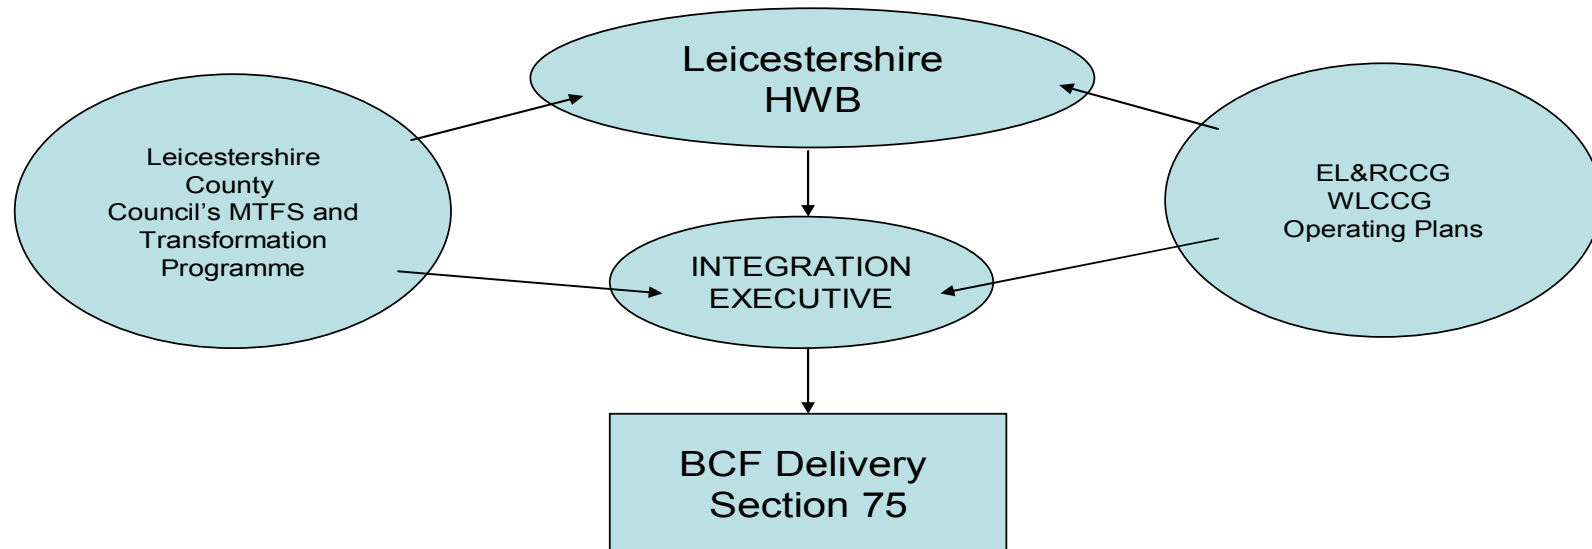 Leicestershire
HWB
Leicestershire
County
Council’s MTFS and
Transformation
Programme
EL&RCCG
WLCCG
Operating Plans
INTEGRATION
EXECUTIVE
BCF Delivery
Section 75